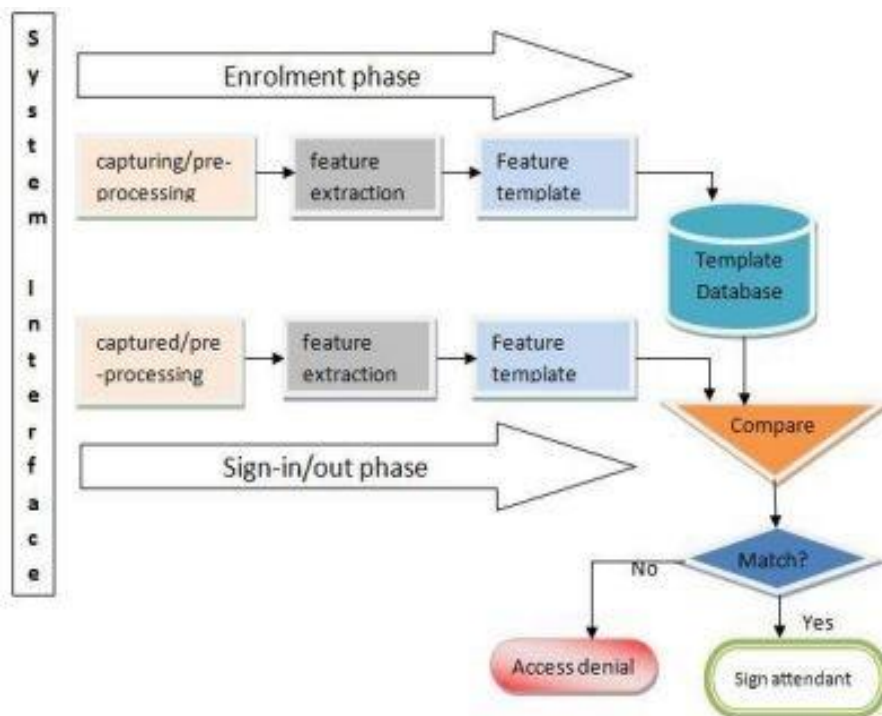 System Interface
Enrolment phase
capturing/pre-
processing
feature
extraction
Feature
template
Template
Database
captured/pre
-processing
feature
extraction
Feature
template
Compare
Sign-in/out phase
Match?
No
Yes
Access denial
Sign attendant